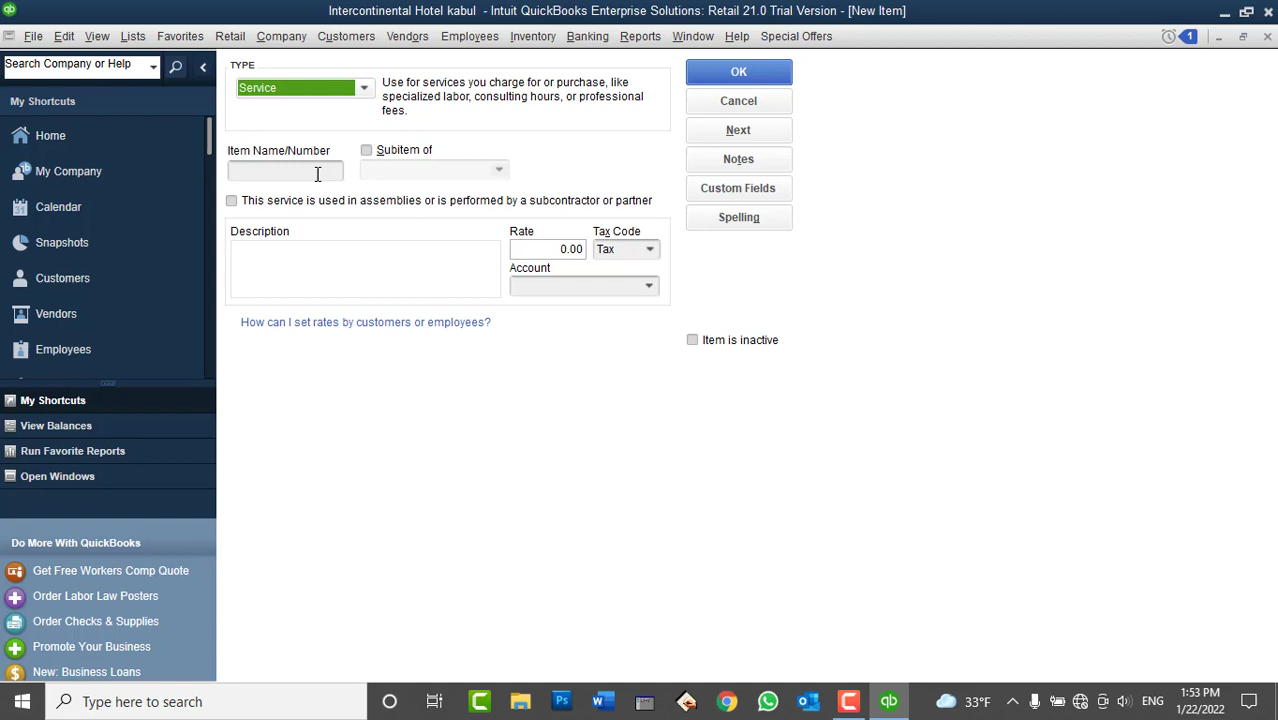 Intercontinental Hotel kabul - Intuit QuickBooks Enterprise Solutions: Retail 21.0 Trial Version - [New Item]
File Edit View Lists Favorites Retail Company Customers Vendors Employees Inventory Banking Reports Window Help Special Offers 1
Search Company or Help
My Shortcuts
Home
My Company
Calendar
Snapshots
Customers
Vendors
Employees
My Shortcuts
View Balances
Run Favorite Reports
Open Windows
Do More With QuickBooks
Get Free Workers Comp Quote
Order Labor Law Posters
Order Checks & Supplies
Promote Your Business
New: Business Loans
TYPE
Service
Use for services you charge for or purchase, like
specialized labor, consulting hours, or professional
fees.
Item Name/Number
Subitem of
This service is used in assemblies or is performed by a subcontractor or partner
Description
Rate
Tax Code
0.00
Tax
Account
How can I set rates by customers or employees?
OK
Cancel
Next
Notes
Custom Fields
Spelling
Item is inactive
Type here to search
33°F
ENG
1:53 PM
1/22/2022